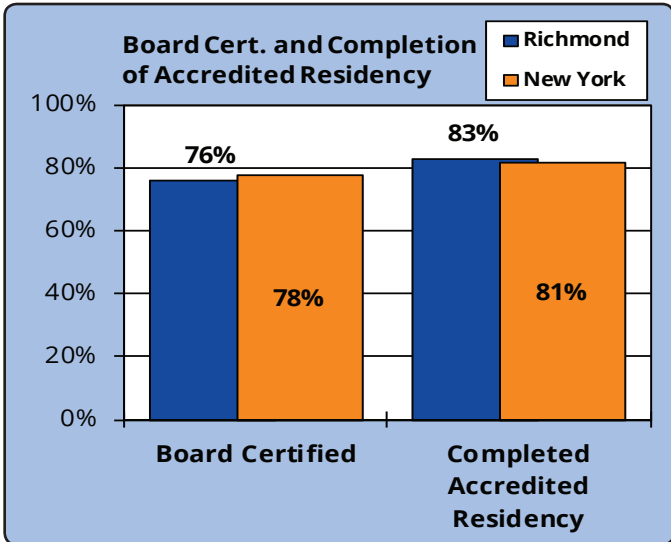 Board Cert. and Completion
of Accredited Residency
Richmond
New York
100%
80%
60%
40%
20%
0%
76%
78%
83%
81%
Board Certified
Completed
Accredited
Residency